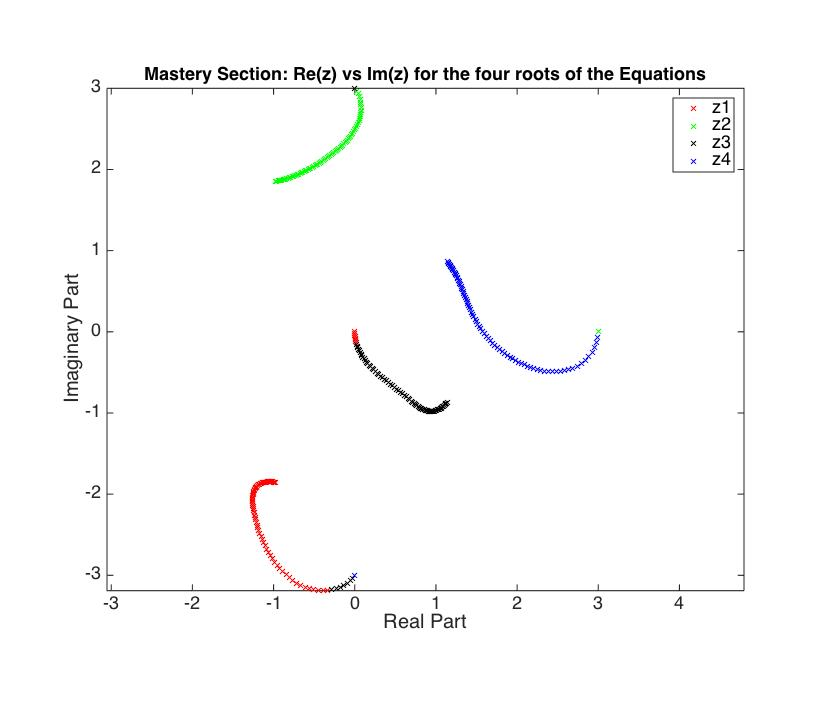 Mastery Section: Re(z) vs Im(z) for the four roots of the Equations
3
2
1
0
-1
-2
-3
Imaginary Part
z1
z2
z3
z4
-3 -2 -1 0 1 2 3 4
Real Part